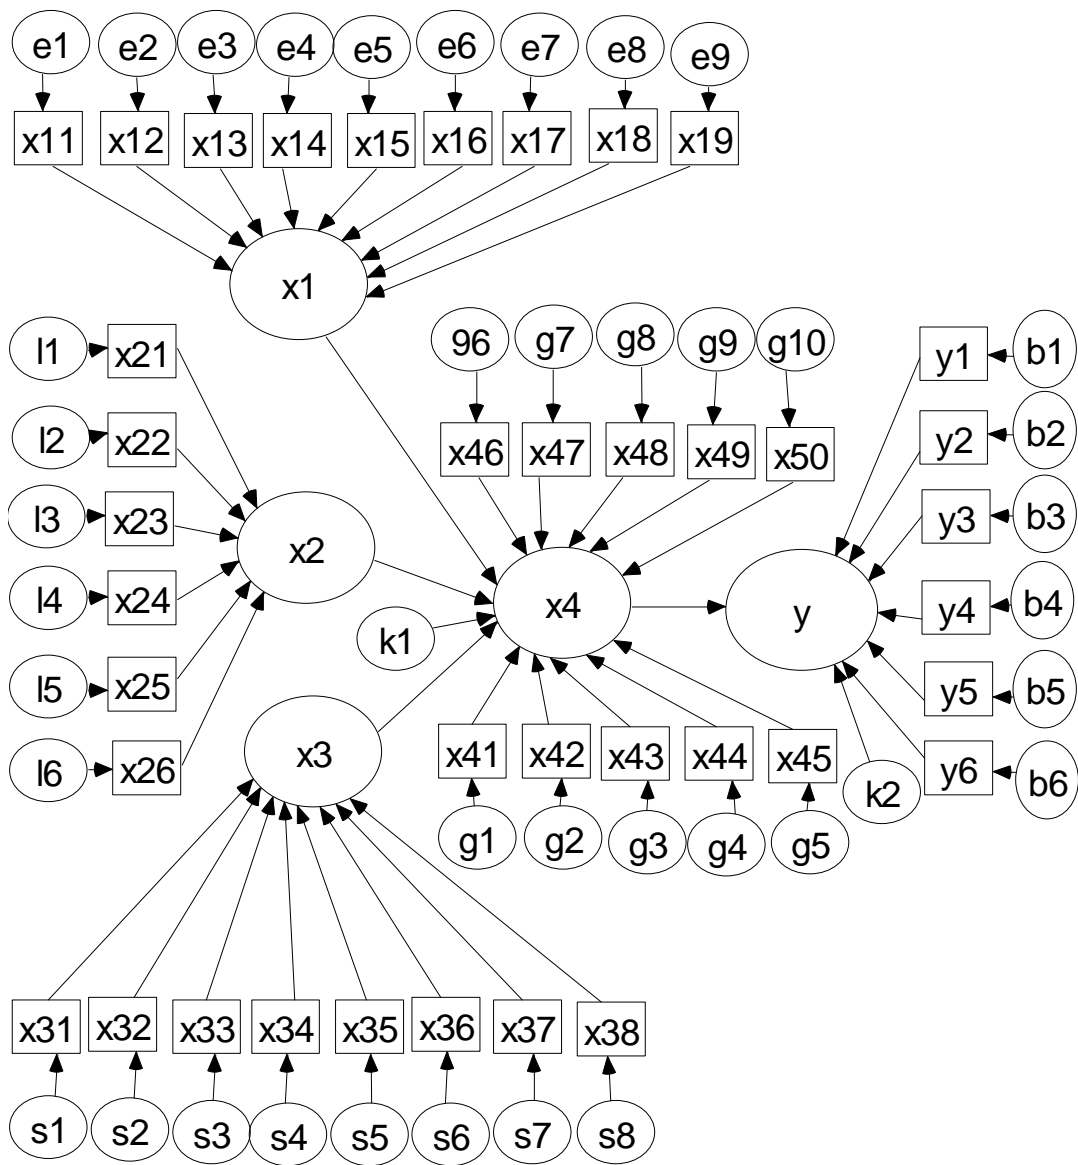 e1 e2 e3 e4 e5 e6 e7 e8 e9
x11 x12 x13 x14 x15 x16 x17 x18 x19
x1
l1 x21 96 g7 g8 g9 g10 y1 b1
l2 x22 x46 x47 x48 x49 x50 y2 b2
l3 x23 x2 y3 b3
l4 x24 k1 x4 y y4 b4
l5 x25 y5 b5
l6 x26 x3 x41 x42 x43 x44 x45 k2 y6 b6
g1 g2 g3 g4 g5
x31 x32 x33 x34 x35 x36 x37 x38
s1 s2 s3 s4 s5 s6 s7 s8